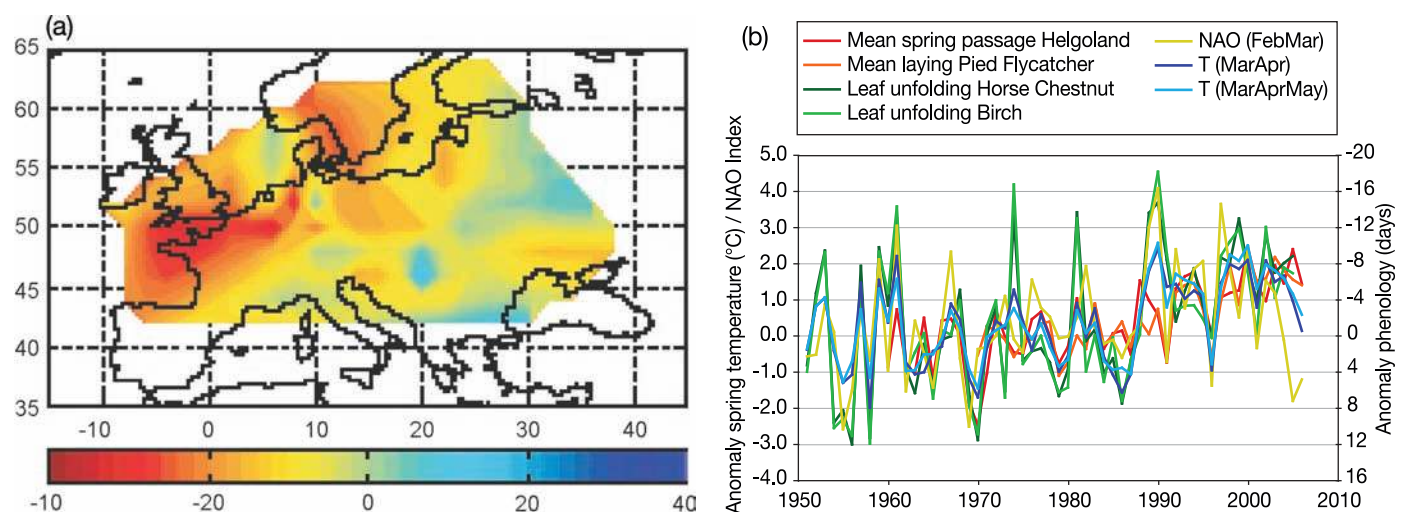 (a)
65
60
55
50
45
40
35
-10 0 10 20 30 40
-10 -20 0 20 40
(b)
Mean spring passage Helgoland
Mean laying Pied Flycatcher
Leaf unfolding Horse Chestnut
Leaf unfolding Birch
NAO (FebMar)
T (MarApr)
T (MarAprMay)
Anomaly spring temperature (°C) / NAO Index
5.0
4.0
3.0
2.0
1.0
0.0
-1.0
-2.0
-3.0
-4.0
-20
-16
-12
-8
-4
0
4
8
12
16
Anomaly phenology (days)
1950 1960 1970 1980 1990 2000 2010